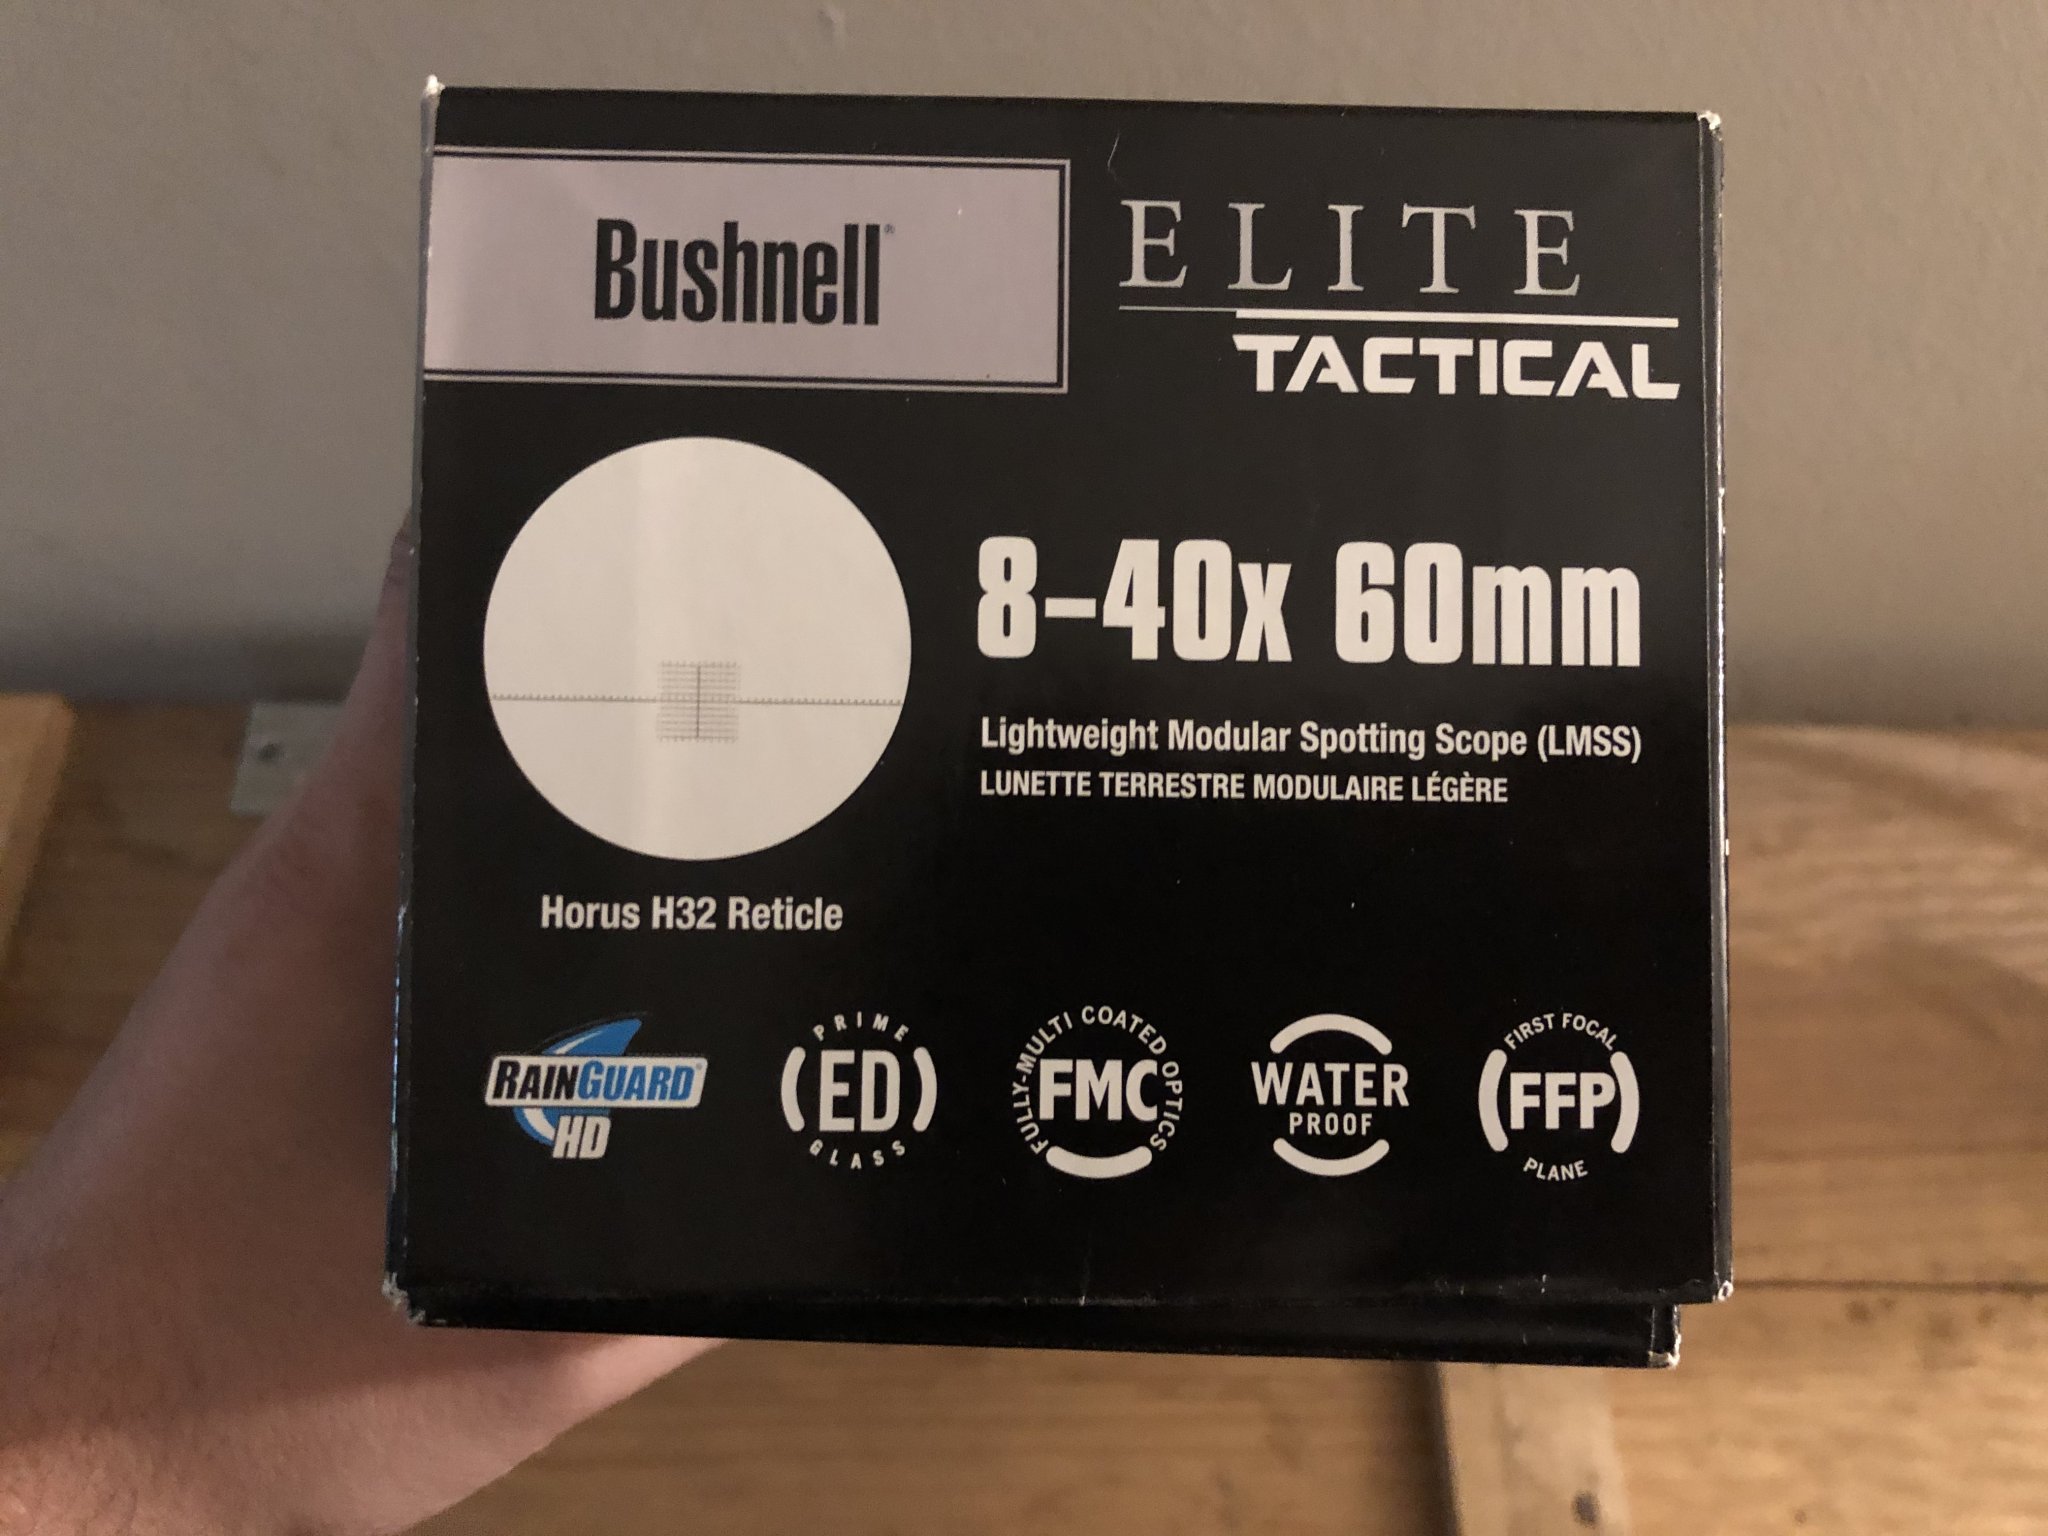 Bushnell®
ELITE
TACTICAL
8-40x 60mm
Lightweight Modular Spotting Scope (LMSS)
LUNETTE TERRESTRE MODULAIRE LÉGÈRE
Horus H32 Reticle
RAINGUARD®
HD
PRIME
ED
GLASS
FULLY-MULTI COATED OPTICS
FMC
WATER
PROOF
FIRST FOCAL
FFP
PLANE